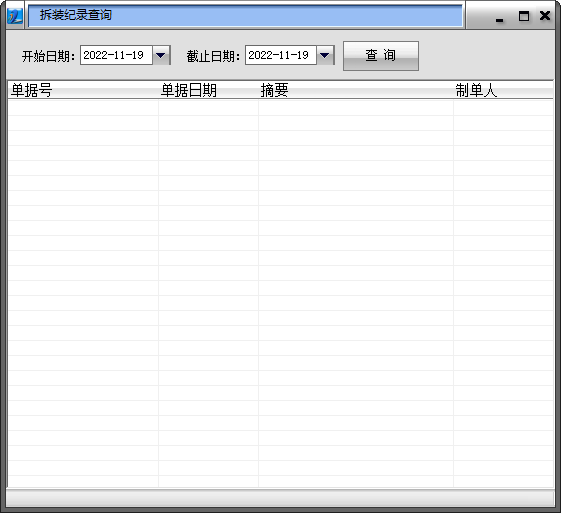 拆装纪录查询
开始日期: 2022-11-19 截止日期: 2022-11-19 查 询
单据号 单据日期 摘要 制单人